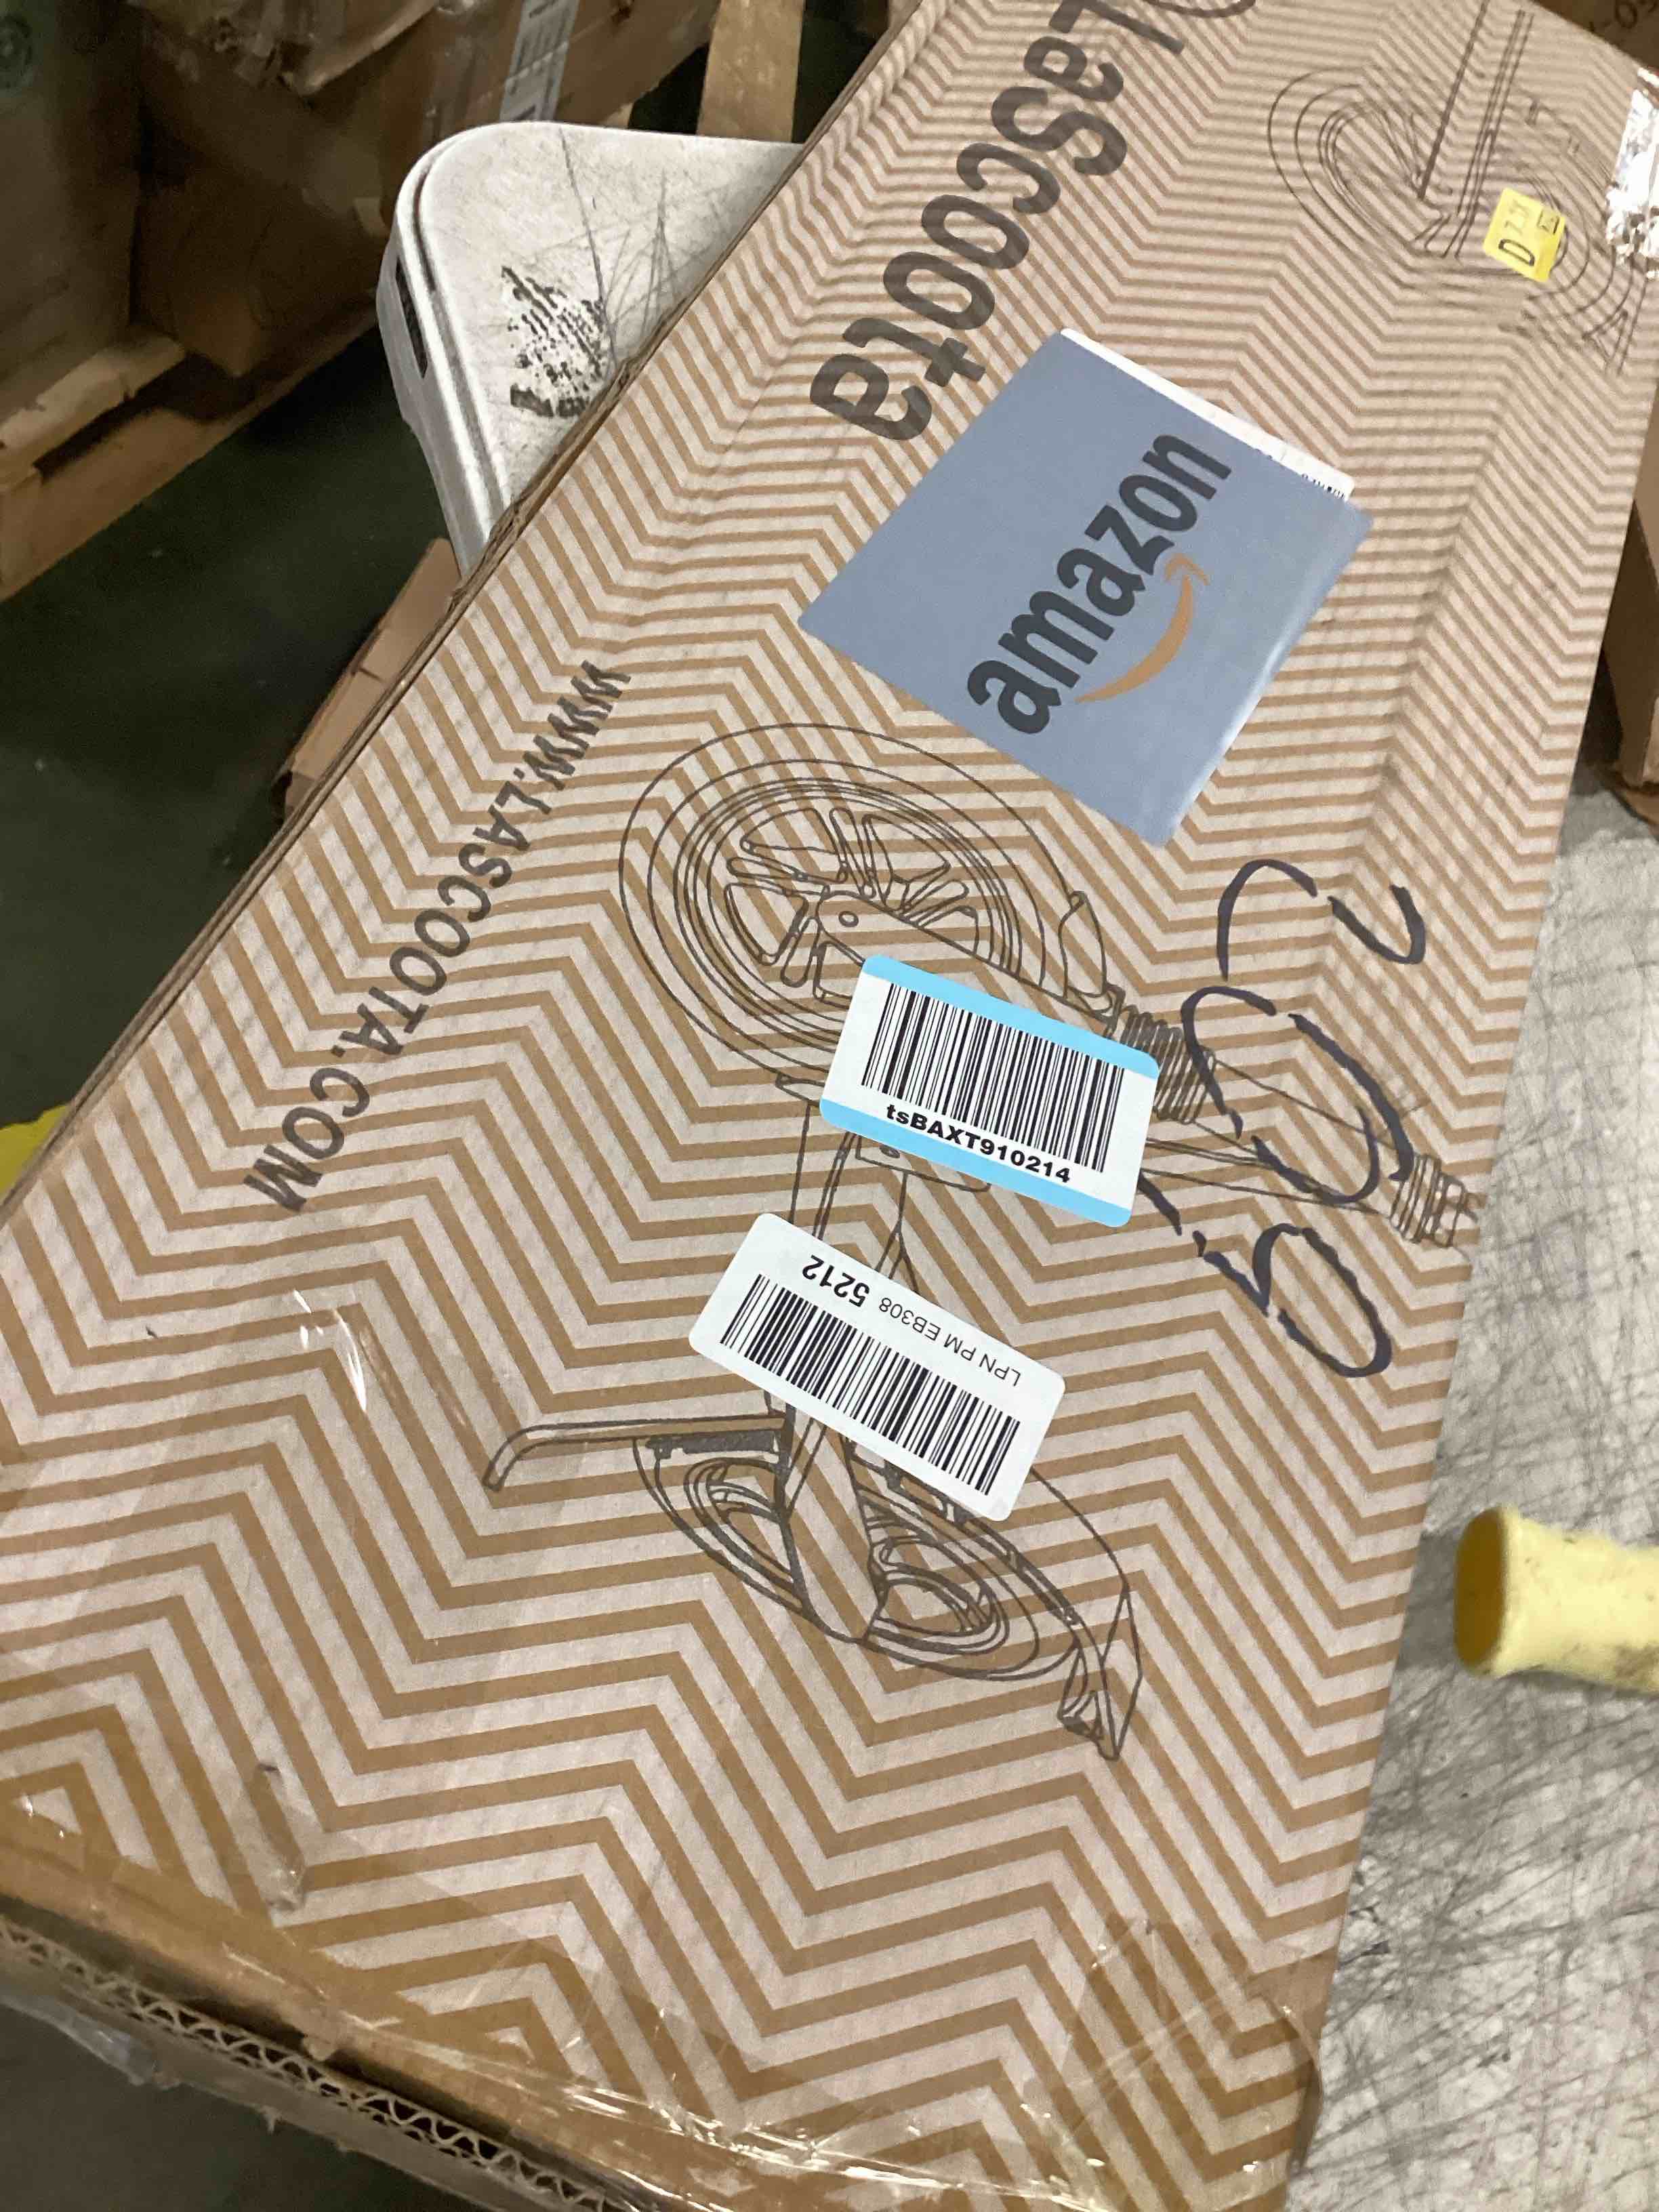 LaScoota
amazon
WWW.LASCOOTA.COM
tsBAXT910214
LPN PM EB308 5212
D